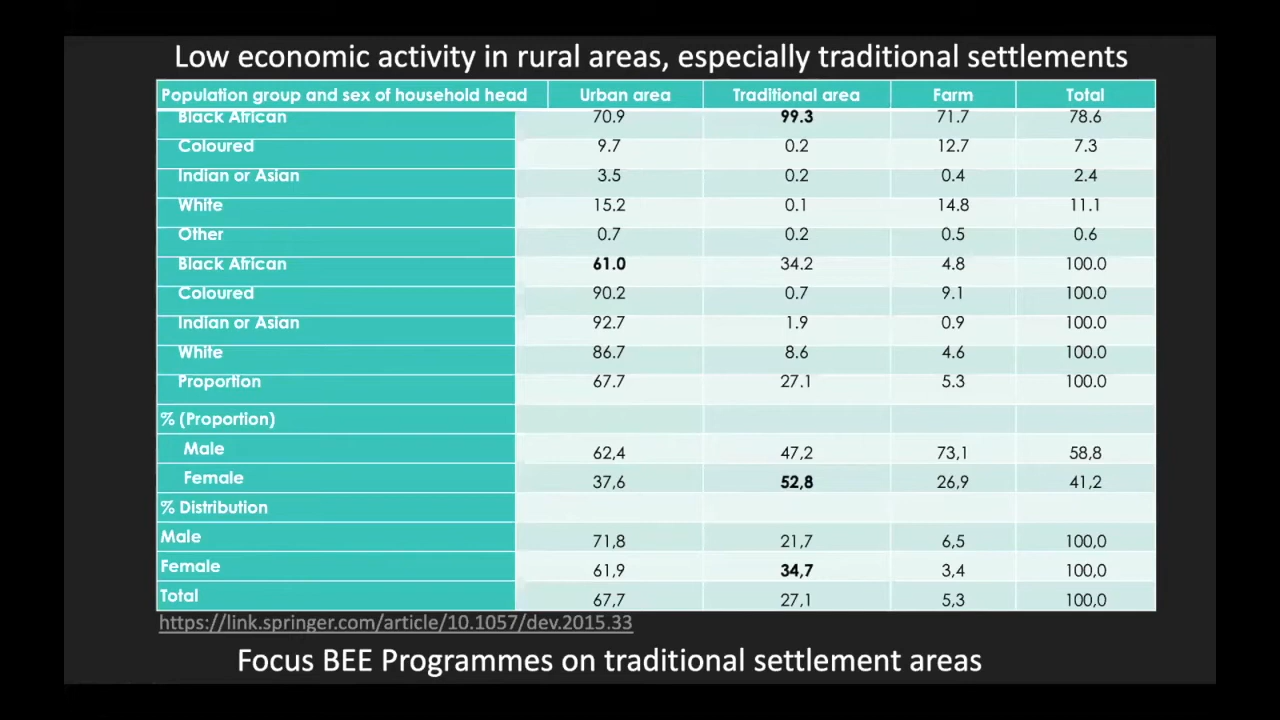 Low economic activity in rural areas, especially traditional settlements
Population group and sex of household head Urban area Traditional area Farm Total
Black African 70.9 99.3 71.7 78.6
Coloured 9.7 0.2 12.7 7.3
Indian or Asian 3.5 0.2 0.4 2.4
White 15.2 0.1 14.8 11.1
Other 0.7 0.2 0.5 0.6
Black African 61.0 34.2 4.8 100.0
Coloured 90.2 0.7 9.1 100.0
Indian or Asian 92.7 1.9 0.9 100.0
White 86.7 8.6 4.6 100.0
Proportion 67.7 27.1 5.3 100.0
% (Proportion)
Male 62,4 47,2 73,1 58,8
Female 37,6 52,8 26,9 41,2
% Distribution
Male 71,8 21,7 6,5 100,0
Female 61,9 34,7 3,4 100,0
Total 67,7 27,1 5,3 100,0
https://link.springer.com/article/10.1057/dev.2015.33
Focus BEE Programmes on traditional settlement areas